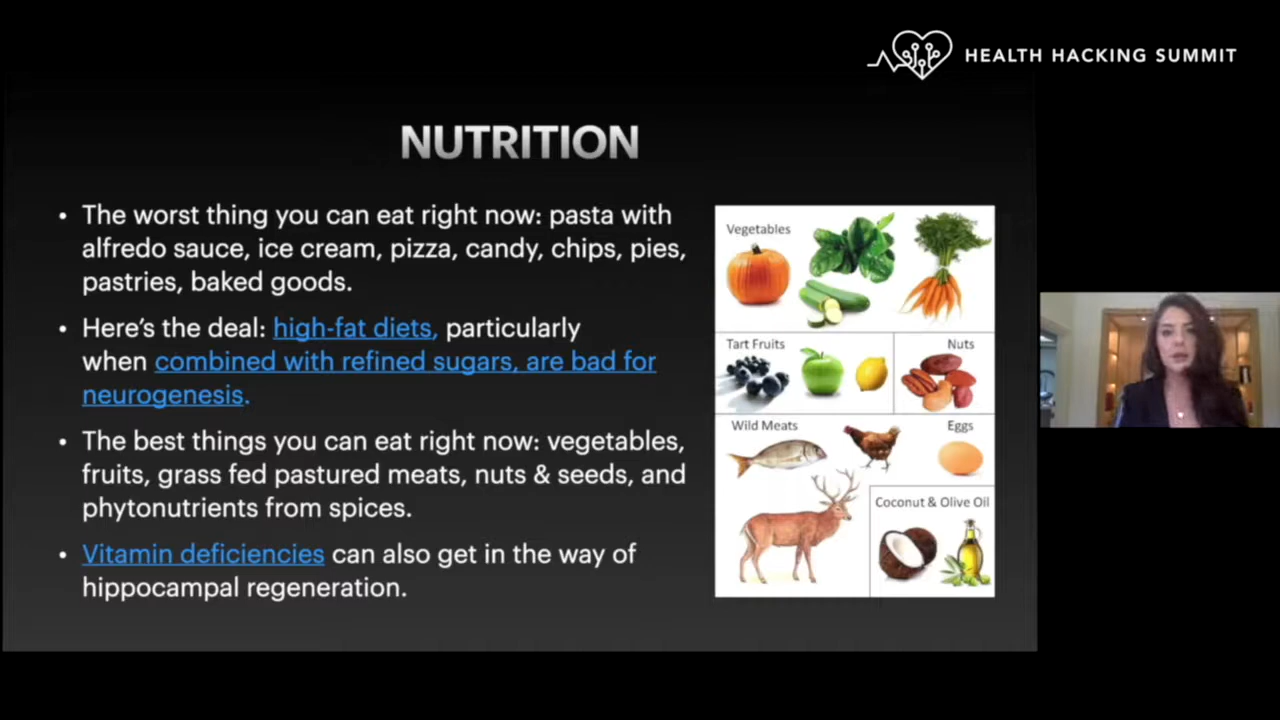 HEALTH HACKING SUMMIT
NUTRITION
• The worst thing you can eat right now: pasta with
alfredo sauce, ice cream, pizza, candy, chips, pies,
pastries, baked goods.
• Here's the deal: high-fat diets, particularly
when combined with refined sugars, are bad for
neurogenesis.
• The best things you can eat right now: vegetables,
fruits, grass fed pastured meats, nuts & seeds, and
phytonutrients from spices.
• Vitamin deficiencies can also get in the way of
hippocampal regeneration.
Vegetables
Tart Fruits
Nuts
Wild Meats
Eggs
Coconut & Olive Oil